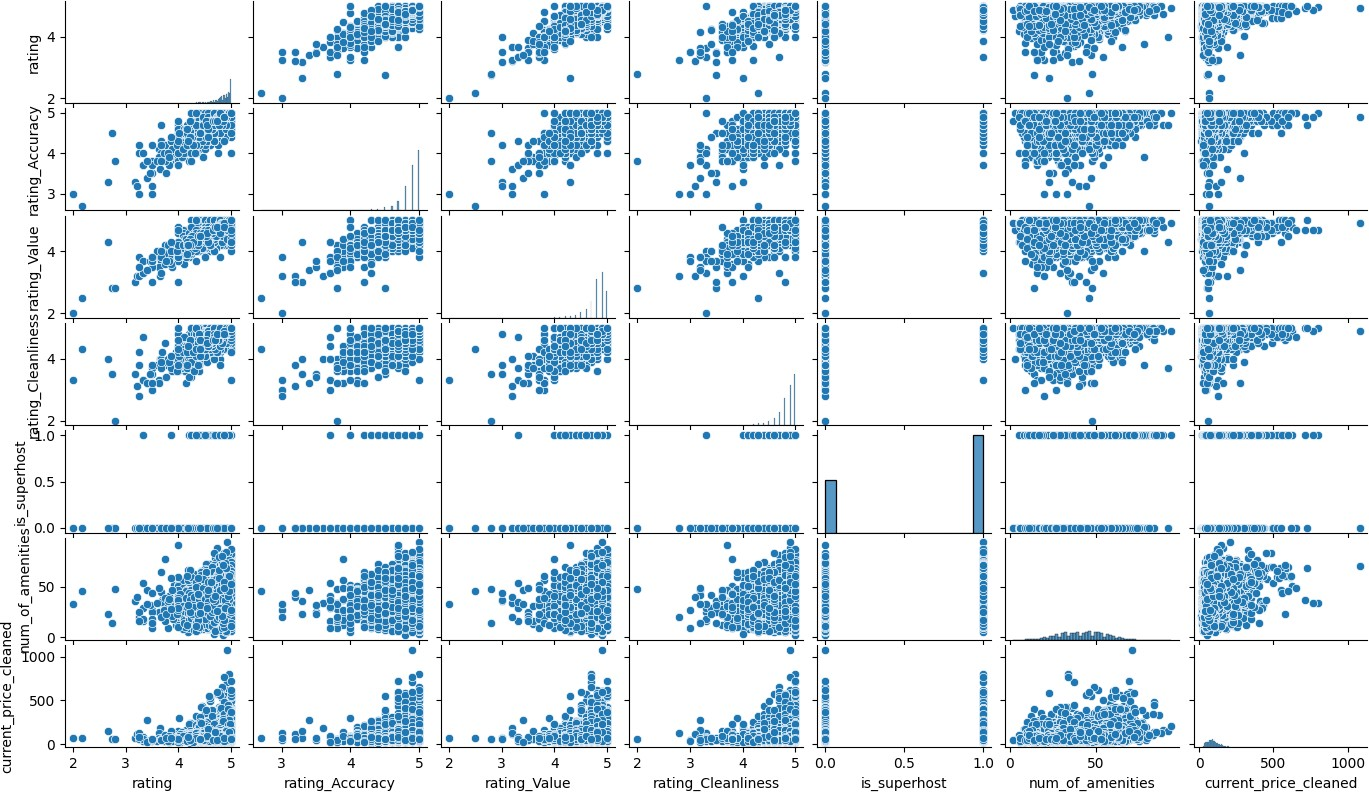 rating
4
2
rating_Accuracy
5
4
3
rating_Value
4
2
rating_Cleanliness
4
2
is_superhost
1.0
0.5
0.0
num_of_amenities
50
0
current_price_cleaned
1000
500
0
2 3 4 5 3 4 5 2 3 4 5 2 3 4 5 0.0 0.5 1.0 0 50 0 500 1000
rating rating_Accuracy rating_Value rating_Cleanliness is_superhost num_of_amenities current_price_cleaned